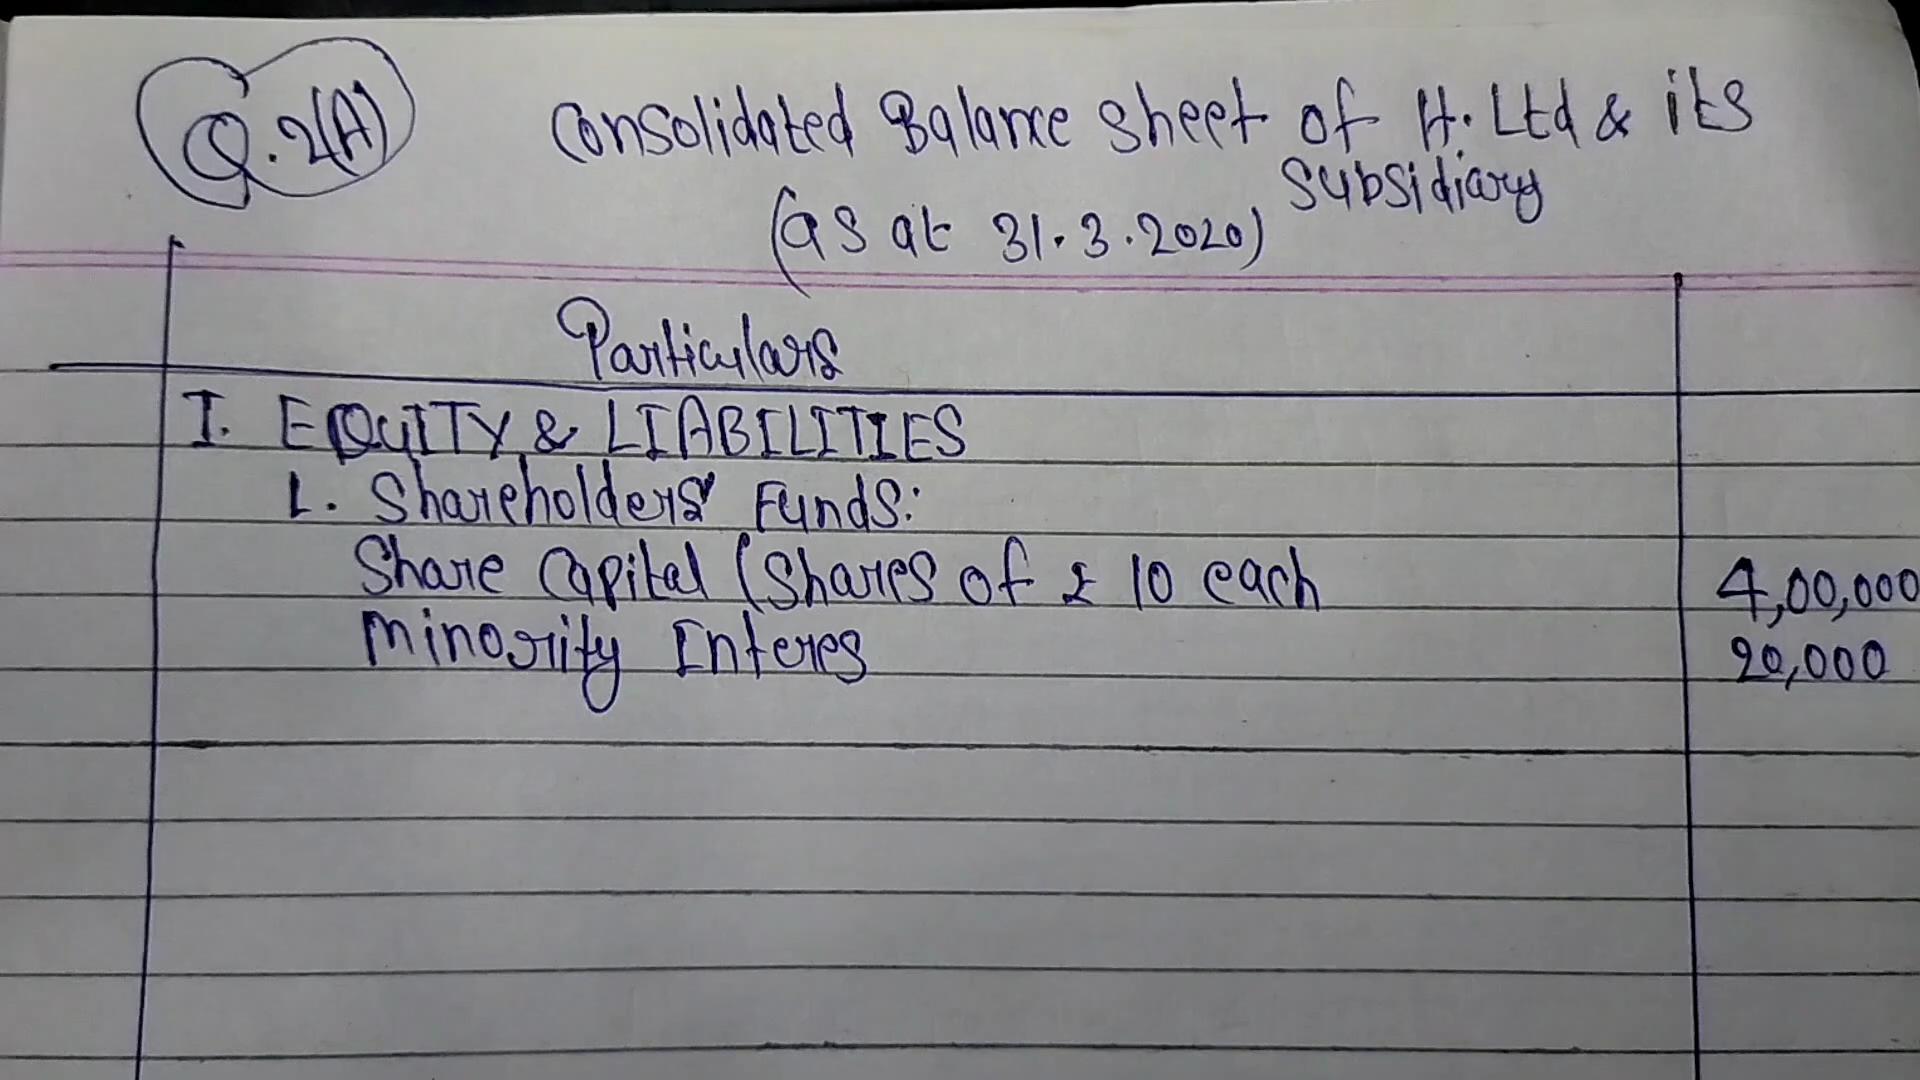 Q.2(A)
Consolidated Balance Sheet of H. Ltd & its
Subsidiary
(as at 31.3.2020)
Particulars
I. EQUITY & LIABILITIES
1. Shareholders' Funds:
Share Capital (Shares of ₹ 10 each 4,00,000
Minority Interes 20,000